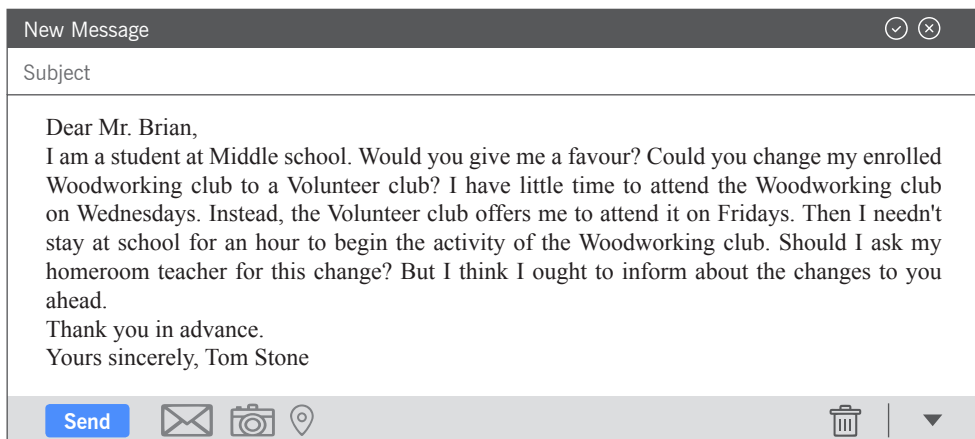 New Message
Subject
Dear Mr. Brian,
I am a student at Middle school. Would you give me a favour? Could you change my enrolled
Woodworking club to a Volunteer club? I have little time to attend the Woodworking club
on Wednesdays. Instead, the Volunteer club offers me to attend it on Fridays. Then I needn't
stay at school for an hour to begin the activity of the Woodworking club. Should I ask my
homeroom teacher for this change? But I think I ought to inform about the changes to you
ahead.
Thank you in advance.
Yours sincerely, Tom Stone
Send